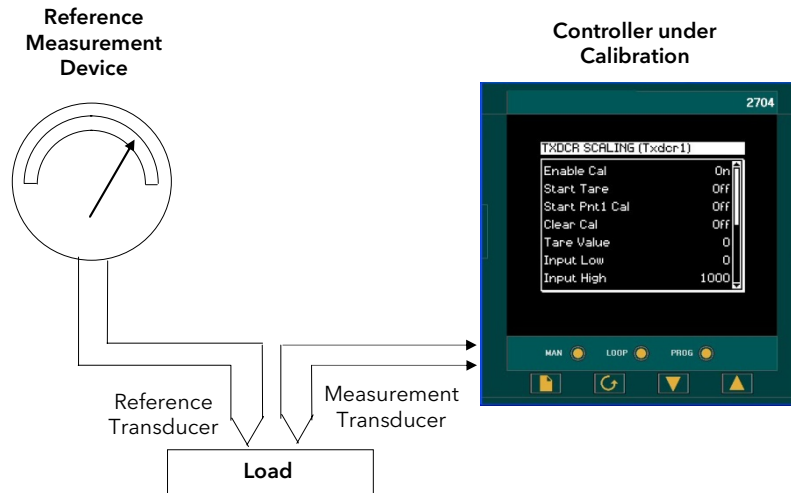 Reference
Measurement
Device
Controller under
Calibration
2704
TXDCR SCALING (Txdcr1)
Enable Cal On
Start Tare Off
Start Pnt1 Cal Off
Clear Cal Off
Tare Value 0
Input Low 0
Input High 1000
MAN LOOP PROG
Reference
Transducer
Measurement
Transducer
Load